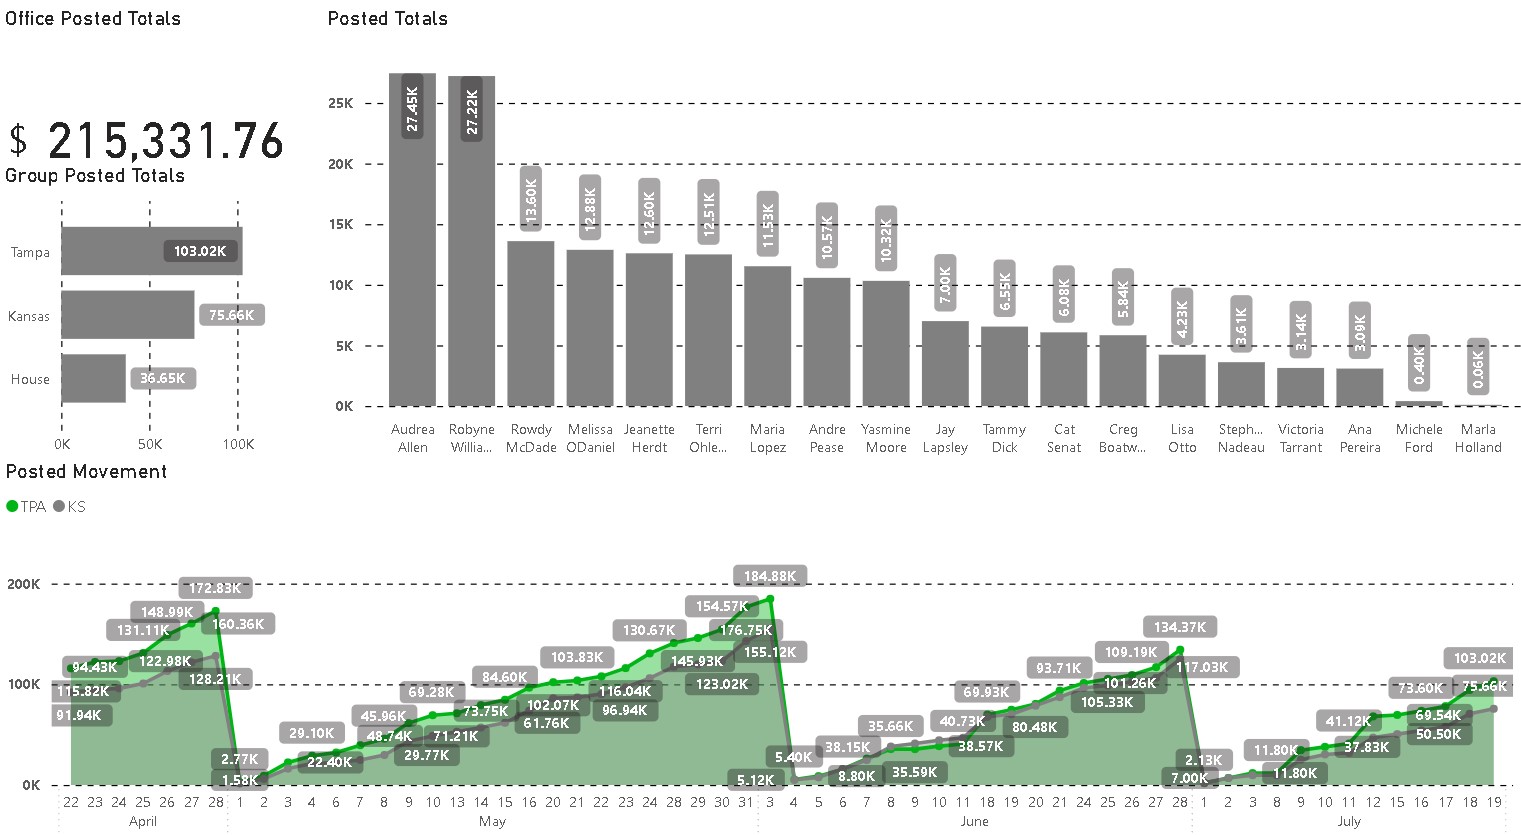 Office Posted Totals
$ 215,331.76
Group Posted Totals
Tampa 103.02K
Kansas 75.66K
House 36.65K
0K 50K 100K
Posted Totals
25K
20K
15K
10K
5K
0K
27.45K 27.22K 13.60K 12.88K 12.60K 12.51K 11.53K 10.57K 10.32K 7.00K 6.55K 6.08K 5.84K 4.23K 3.61K 3.14K 3.09K 0.40K 0.06K
Audrea Robyne Rowdy Melissa Jeanette Terri Maria Andre Yasmine Jay Tammy Cat Creg Lisa Steph... Victoria Ana Michele Marla
Allen Willia... McDade ODaniel Herdt Ohle... Lopez Pease Moore Lapsley Dick Senat Boatw... Otto Nadeau Tarrant Pereira Ford Holland
Posted Movement
TPA KS
200K
100K
0K
172.83K
148.99K
131.11K
160.36K
94.43K
122.98K
128.21K
115.82K
91.94K
2.77K
1.58K
29.10K
22.40K
45.96K
48.74K
69.28K
29.77K
71.21K
84.60K
73.75K
103.83K
102.07K
61.76K
130.67K
116.04K
96.94K
154.57K
145.93K
123.02K
184.88K
176.75K
155.12K
5.40K
5.12K
38.15K
8.80K
35.66K
35.59K
40.73K
69.93K
38.57K
93.71K
80.48K
109.19K
101.26K
105.33K
134.37K
117.03K
2.13K
7.00K
11.80K
11.80K
41.12K
37.83K
73.60K
69.54K
50.50K
103.02K
75.66K
22 23 24 25 26 27 28 1 2 3 4 6 7 8 9 10 13 14 15 16 20 21 22 23 24 28 29 30 31 3 4 5 6 7 8 9 10 11 18 19 20 21 24 25 26 27 28 1 2 3 8 9 10 11 12 15 16 17 18 19
April May June July